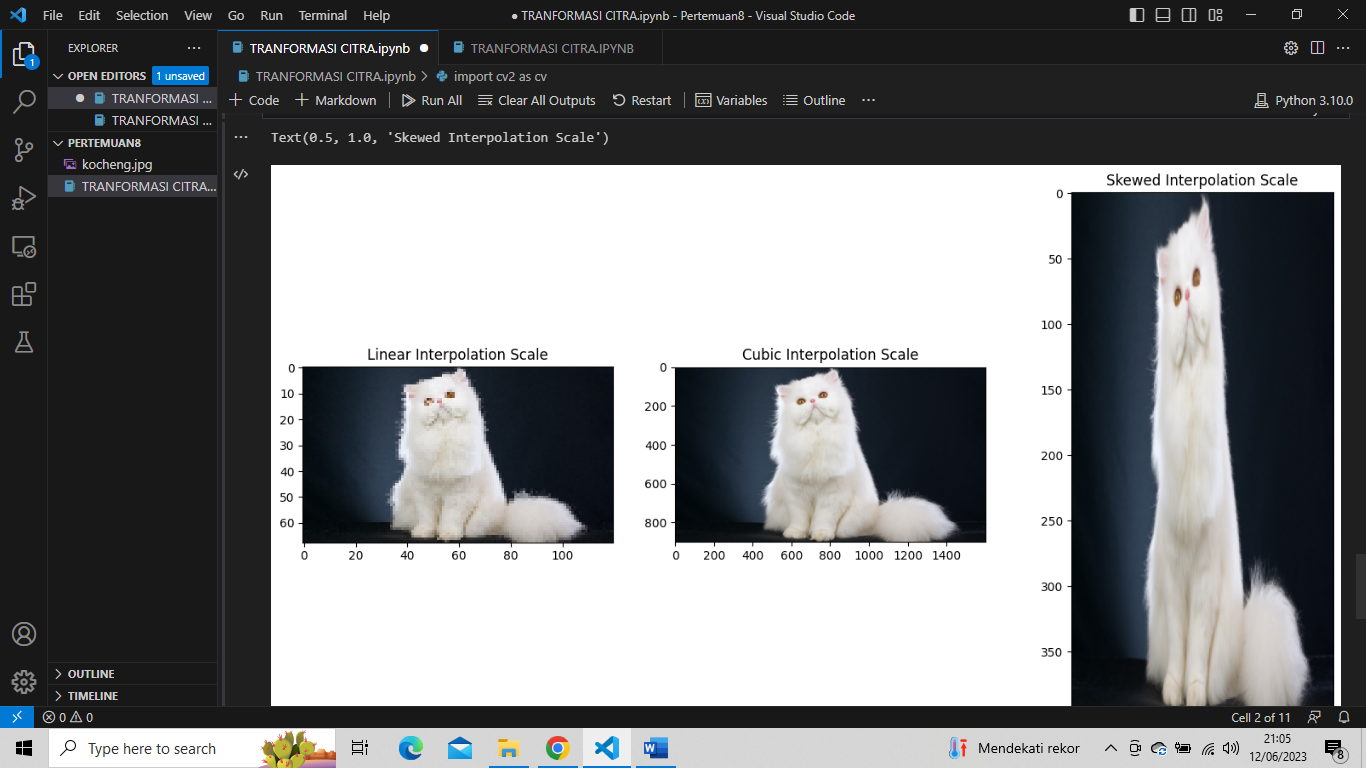 File Edit Selection View Go Run Terminal Help
● TRANFORMASI CITRA.ipynb - Pertemuan8 - Visual Studio Code
EXPLORER
OPEN EDITORS 1 unsaved
TRANFORMASI ...
TRANFORMASI ...
PERTEMUAN8
kocheng.jpg
TRANFORMASI CITRA...
OUTLINE
TIMELINE
1
TRANFORMASI CITRA.ipynb
TRANFORMASI CITRA.IPYNB
TRANFORMASI CITRA.ipynb > import cv2 as cv
+ Code + Markdown Run All Clear All Outputs Restart Variables Outline ...
Python 3.10.0
Text(0.5, 1.0, 'Skewed Interpolation Scale')
Linear Interpolation Scale
0
10
20
30
40
50
60
0 20 40 60 80 100
Cubic Interpolation Scale
0
200
400
600
800
0 200 400 600 800 1000 1200 1400
Skewed Interpolation Scale
0
50
100
150
200
250
300
350
0 0
Cell 2 of 11
Type here to search
Mendekati rekor
21:05
12/06/2023
8